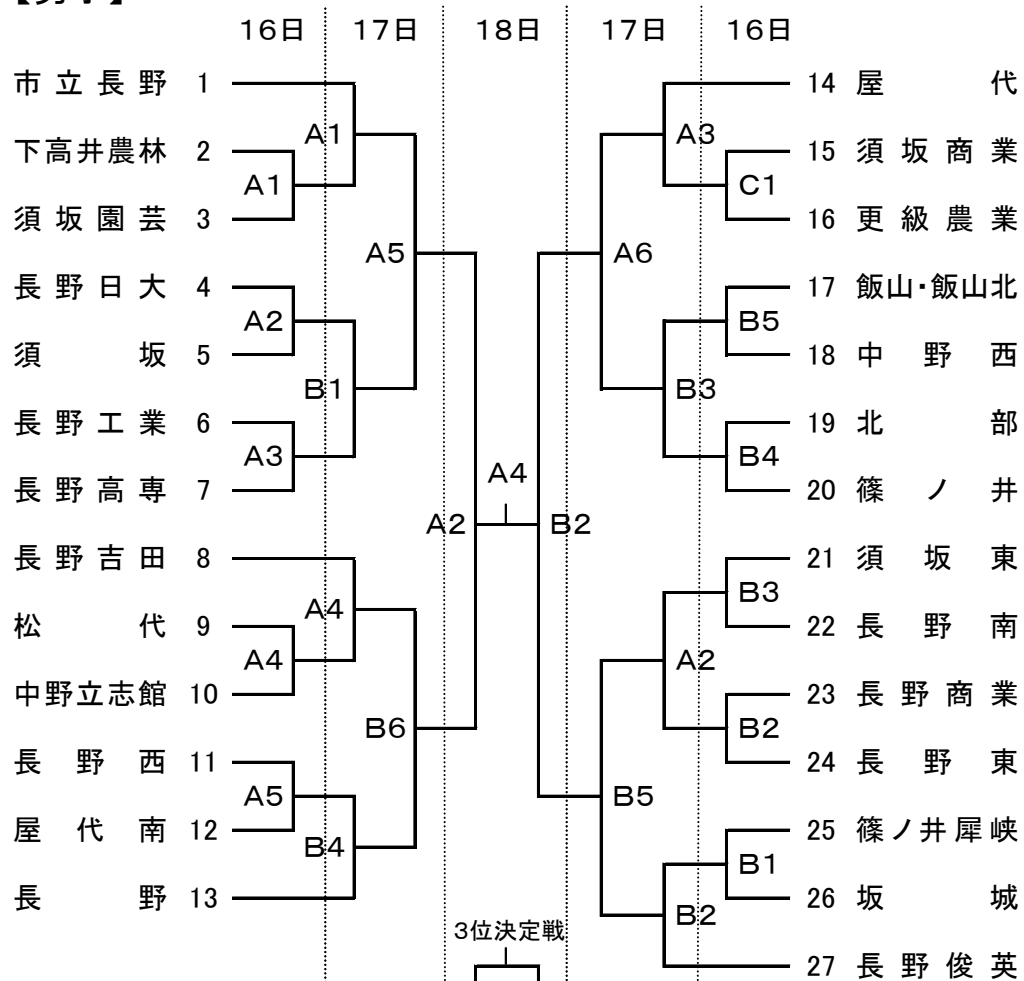 16日 17日 18日 17日 16日
市立長野 1
下高井農林 2
須坂園芸 3
長野日大 4
須坂 5
長野工業 6
長野高専 7
長野吉田 8
松代 9
中野立志館 10
長野西 11
屋代南 12
長野 13
A1
A2
A3
A4
A5
A1
B1
A4
B4
A5
B6
A2
A4
B2
3位決定戦
A6
B5
A3
B3
A2
B2
C1
B5
B4
B3
B2
B1
14 屋代
15 須坂商業
16 更級農業
17 飯山・飯山北
18 中野西
19 北部
20 篠ノ井
21 須坂東
22 長野南
23 長野商業
24 長野東
25 篠ノ井犀峡
26 坂城
27 長野俊英